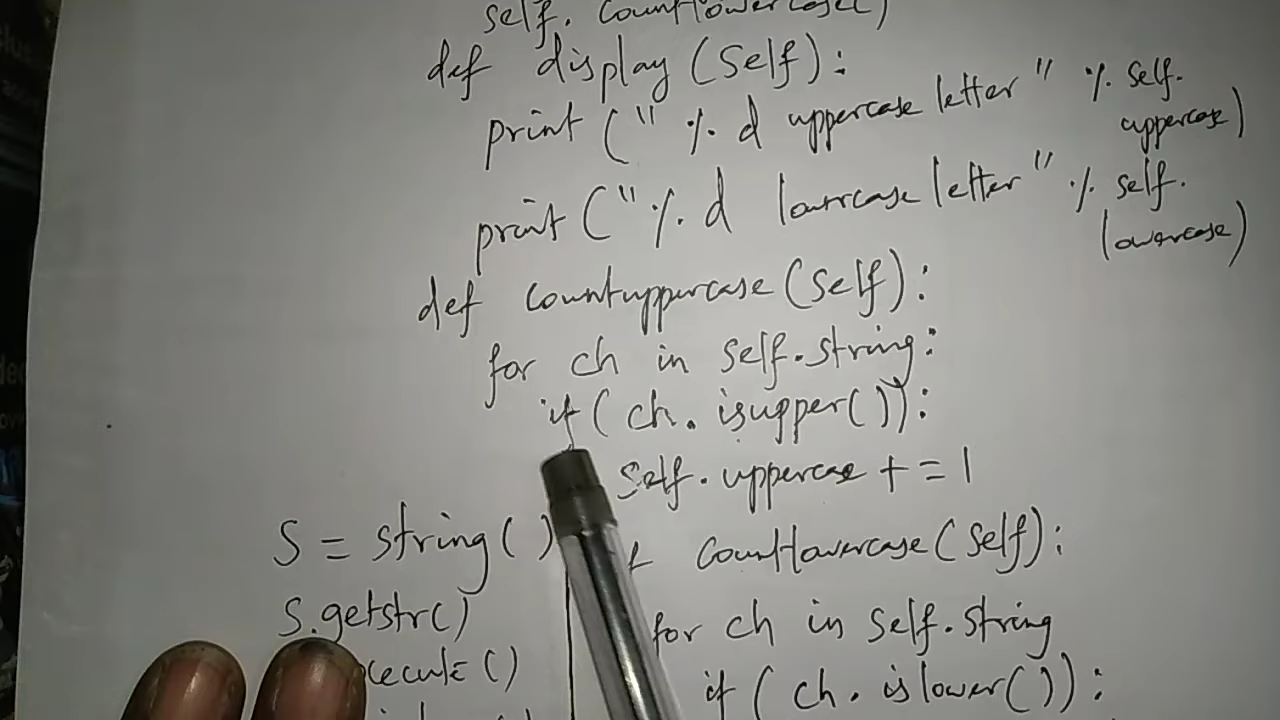 self. countlowercase()
def display (self):
print (" % d uppercase letter" % self.
uppercase)
print (" % d lowercase letter" % self.
lowercase)
def countuppercase (self):
for ch in self.string:
if (ch. isupper()):
self. uppercase += 1
countlowercase (self):
for ch in self. string
if (ch. islower()):
S = string()
S.getstr()